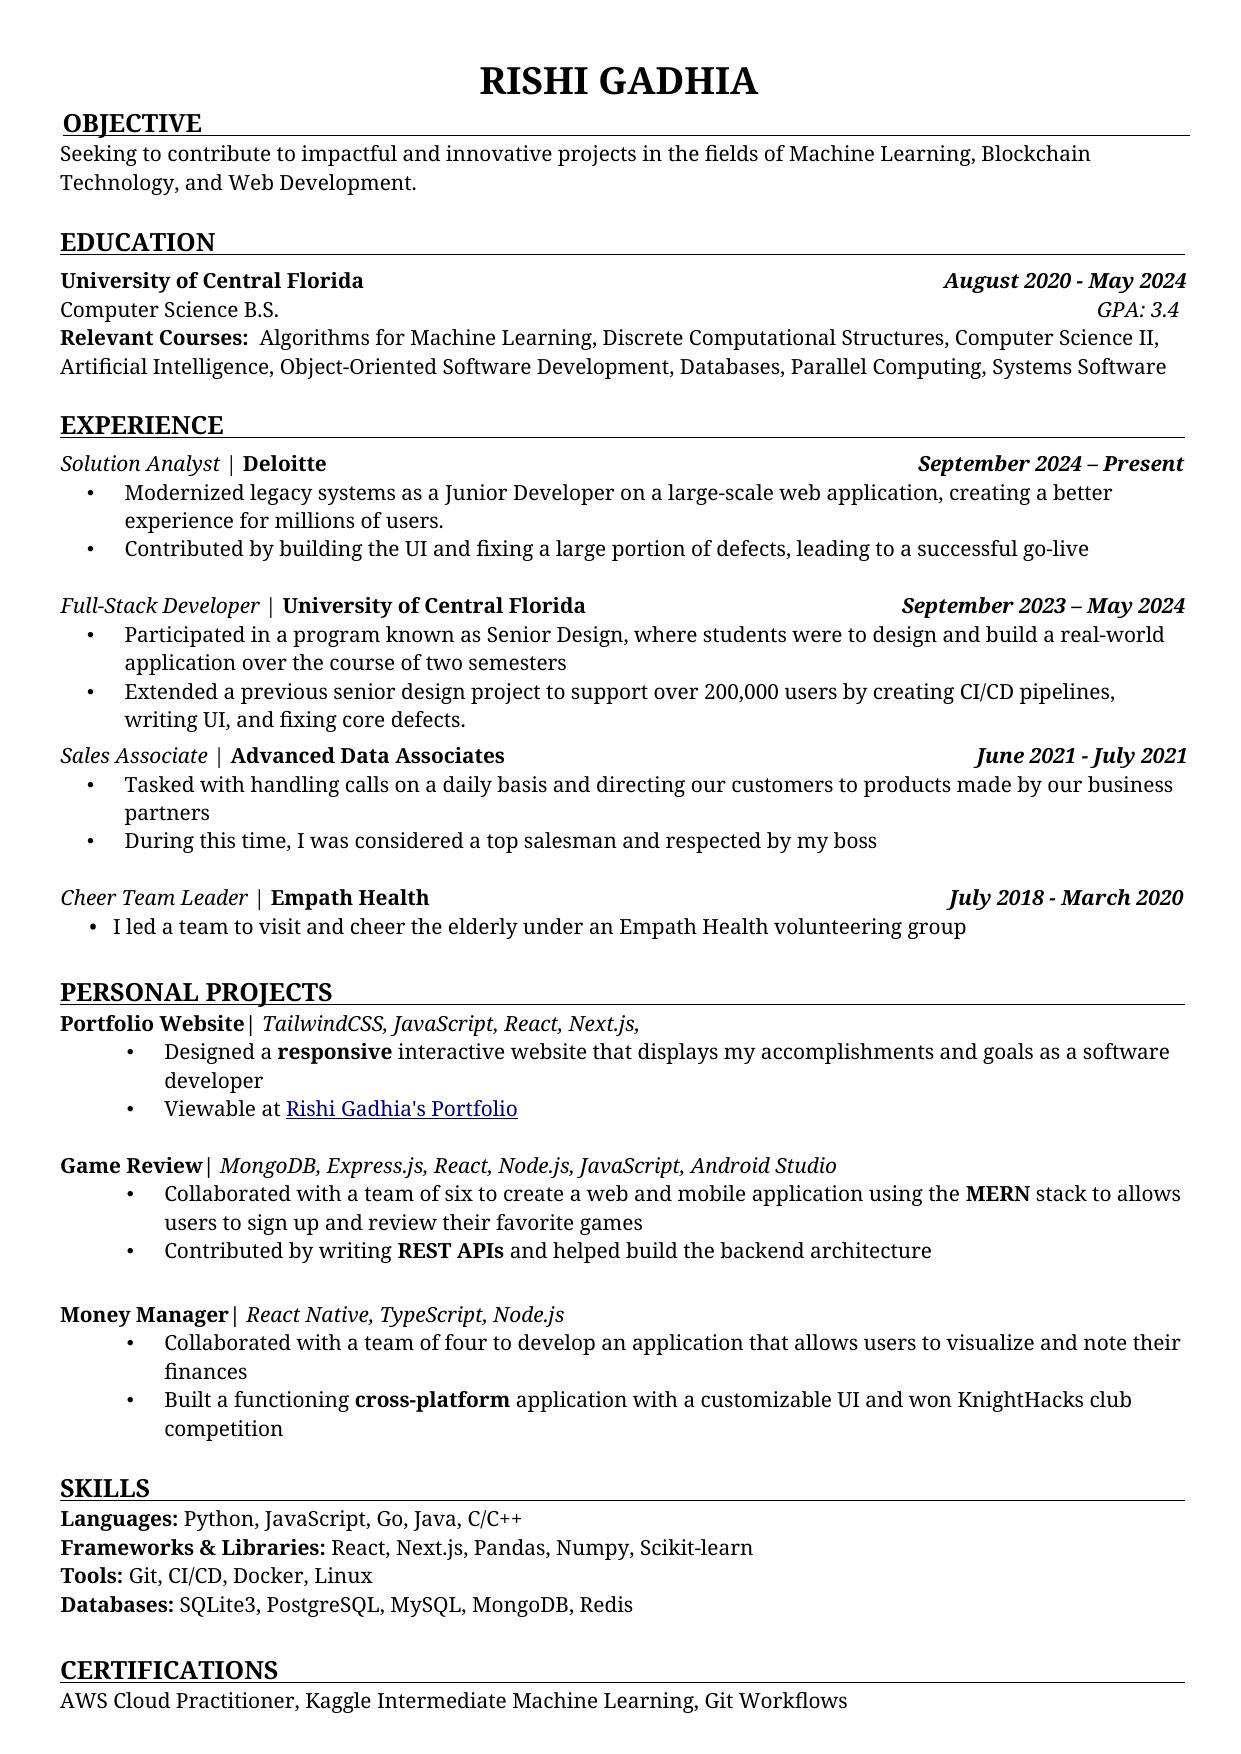 RISHI GADHIA
OBJECTIVE
Seeking to contribute to impactful and innovative projects in the fields of Machine Learning, Blockchain
Technology, and Web Development.
EDUCATION
University of Central Florida August 2020 - May 2024
Computer Science B.S. GPA: 3.4
Relevant Courses: Algorithms for Machine Learning, Discrete Computational Structures, Computer Science II,
Artificial Intelligence, Object-Oriented Software Development, Databases, Parallel Computing, Systems Software
EXPERIENCE
Solution Analyst | Deloitte September 2024 – Present
• Modernized legacy systems as a Junior Developer on a large-scale web application, creating a better
experience for millions of users.
• Contributed by building the UI and fixing a large portion of defects, leading to a successful go-live
Full-Stack Developer | University of Central Florida September 2023 – May 2024
• Participated in a program known as Senior Design, where students were to design and build a real-world
application over the course of two semesters
• Extended a previous senior design project to support over 200,000 users by creating CI/CD pipelines,
writing UI, and fixing core defects.
Sales Associate | Advanced Data Associates June 2021 - July 2021
• Tasked with handling calls on a daily basis and directing our customers to products made by our business
partners
• During this time, I was considered a top salesman and respected by my boss
Cheer Team Leader | Empath Health July 2018 - March 2020
• I led a team to visit and cheer the elderly under an Empath Health volunteering group
PERSONAL PROJECTS
Portfolio Website| TailwindCSS, JavaScript, React, Next.js,
• Designed a responsive interactive website that displays my accomplishments and goals as a software
developer
• Viewable at Rishi Gadhia's Portfolio
Game Review| MongoDB, Express.js, React, Node.js, JavaScript, Android Studio
• Collaborated with a team of six to create a web and mobile application using the MERN stack to allows
users to sign up and review their favorite games
• Contributed by writing REST APIs and helped build the backend architecture
Money Manager| React Native, TypeScript, Node.js
• Collaborated with a team of four to develop an application that allows users to visualize and note their
finances
• Built a functioning cross-platform application with a customizable UI and won KnightHacks club
competition
SKILLS
Languages: Python, JavaScript, Go, Java, C/C++
Frameworks & Libraries: React, Next.js, Pandas, Numpy, Scikit-learn
Tools: Git, CI/CD, Docker, Linux
Databases: SQLite3, PostgreSQL, MySQL, MongoDB, Redis
CERTIFICATIONS
AWS Cloud Practitioner, Kaggle Intermediate Machine Learning, Git Workflows